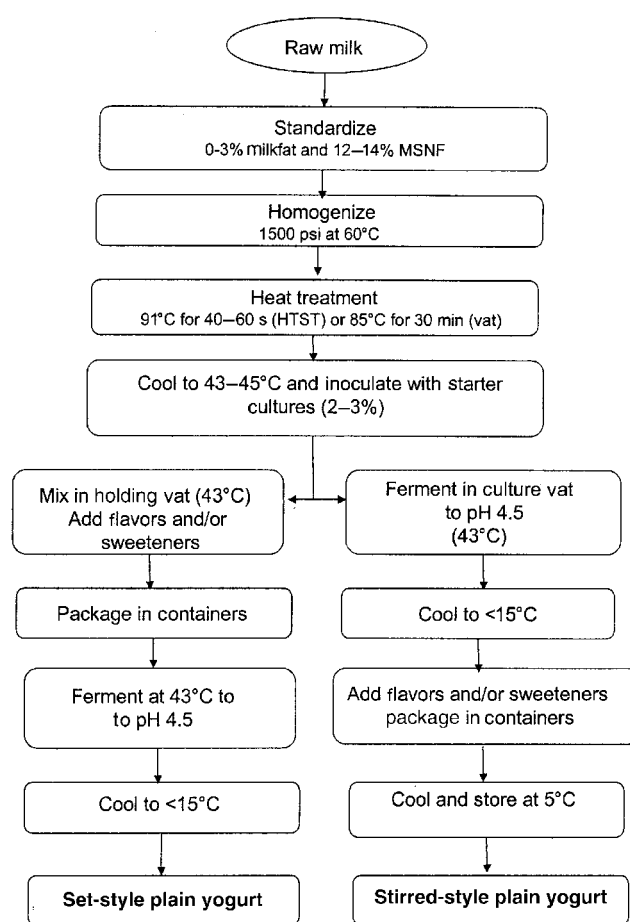 Raw milk
Standardize
0-3% milkfat and 12–14% MSNF
Homogenize
1500 psi at 60°C
Heat treatment
91°C for 40–60 s (HTST) or 85°C for 30 min (vat)
Cool to 43–45°C and inoculate with starter
cultures (2–3%)
Mix in holding vat (43°C)
Add flavors and/or
sweeteners
Package in containers
Ferment at 43°C to
to pH 4.5
Cool to <15°C
Set-style plain yogurt
Ferment in culture vat
to pH 4.5
(43°C)
Cool to <15°C
Add flavors and/or sweeteners
package in containers
Cool and store at 5°C
Stirred-style plain yogurt